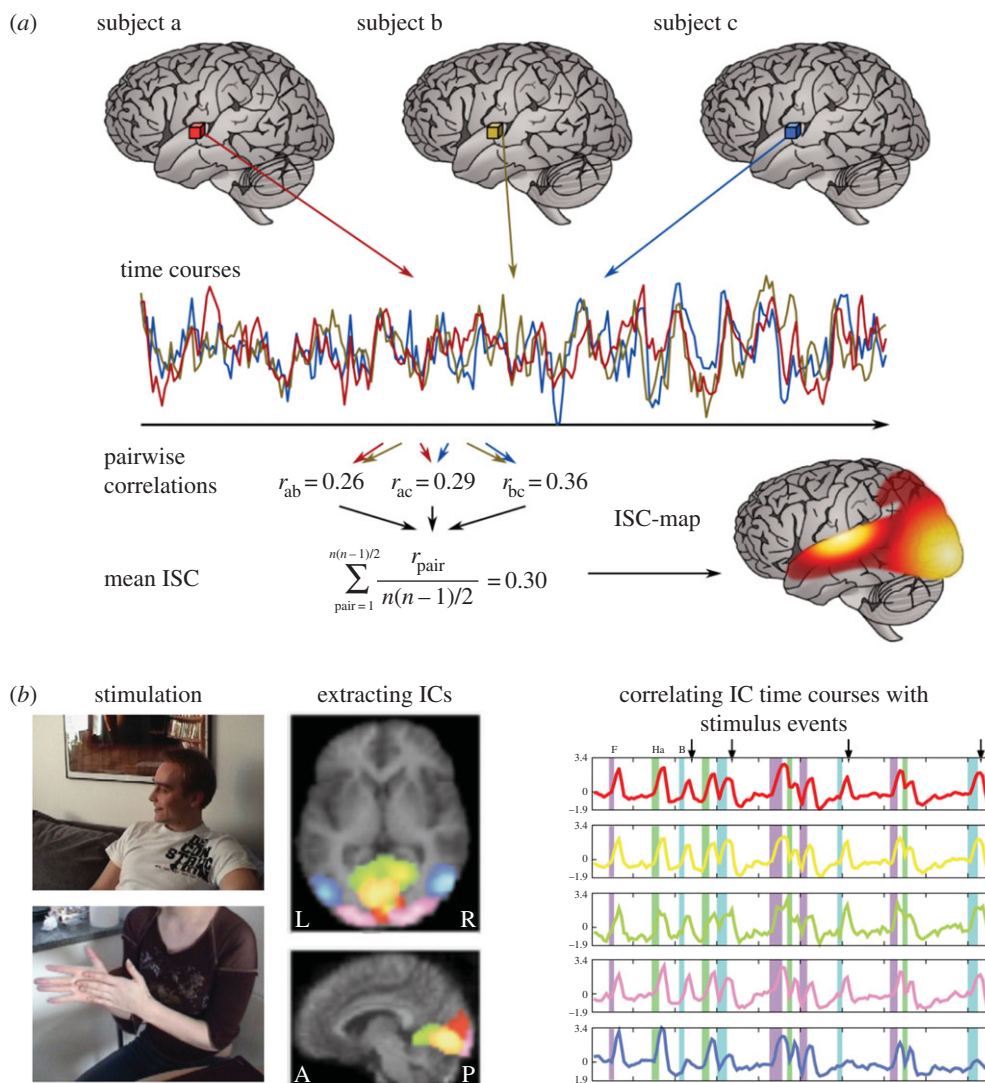 (a)
subject a
subject b
subject c
time courses
pairwise
correlations
r_ab = 0.26
r_ac = 0.29
r_bc = 0.36
mean ISC
n(n – 1)/2
∑
pair = 1
r_pair
n(n – 1)/2
= 0.30
ISC-map
(b)
stimulation
extracting ICs
correlating IC time courses with
stimulus events
L
R
A
P
F
Ha
B
3.4
0
–1.9
3.4
0
–1.9
3.4
0
–1.9
3.4
0
–1.9
3.4
0
1.9